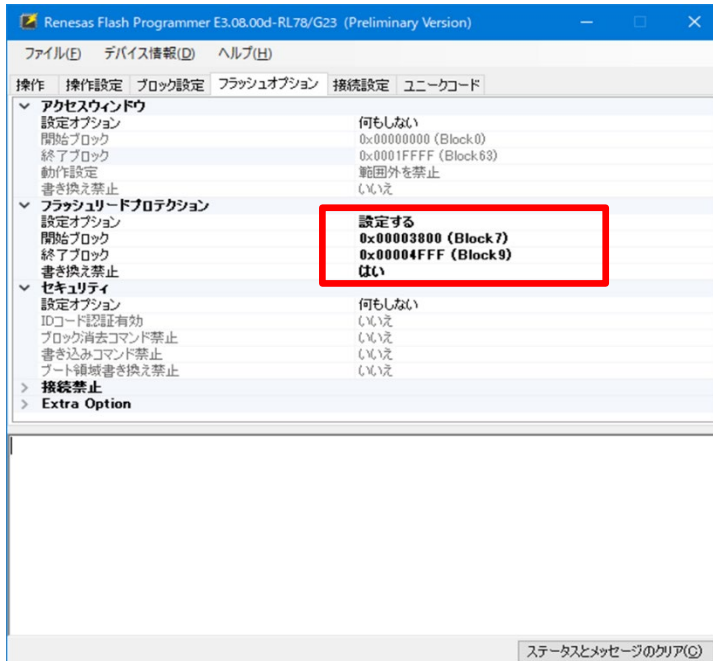 Renesas Flash Programmer E3.08.00d-RL78/G23 (Preliminary Version)
ファイル(F) デバイス情報(D) ヘルプ(H)
操作 操作設定 ブロック設定 フラッシュオプション 接続設定 ユニークコード
アクセスウィンドウ
設定オプション 何もしない
開始ブロック 0x00000000 (Block0)
終了ブロック 0x0001FFFF (Block63)
動作設定 範囲外を禁止
書き換え禁止 いいえ
フラッシュリードプロテクション
設定オプション 設定する
開始ブロック 0x00003800 (Block7)
終了ブロック 0x00004FFF (Block9)
書き換え禁止 はい
セキュリティ
設定オプション 何もしない
IDコード認証有効 いいえ
ブロック消去コマンド禁止 いいえ
書き込みコマンド禁止 いいえ
ブート領域書き換え禁止 いいえ
接続禁止
Extra Option
ステータスとメッセージのクリア(C)